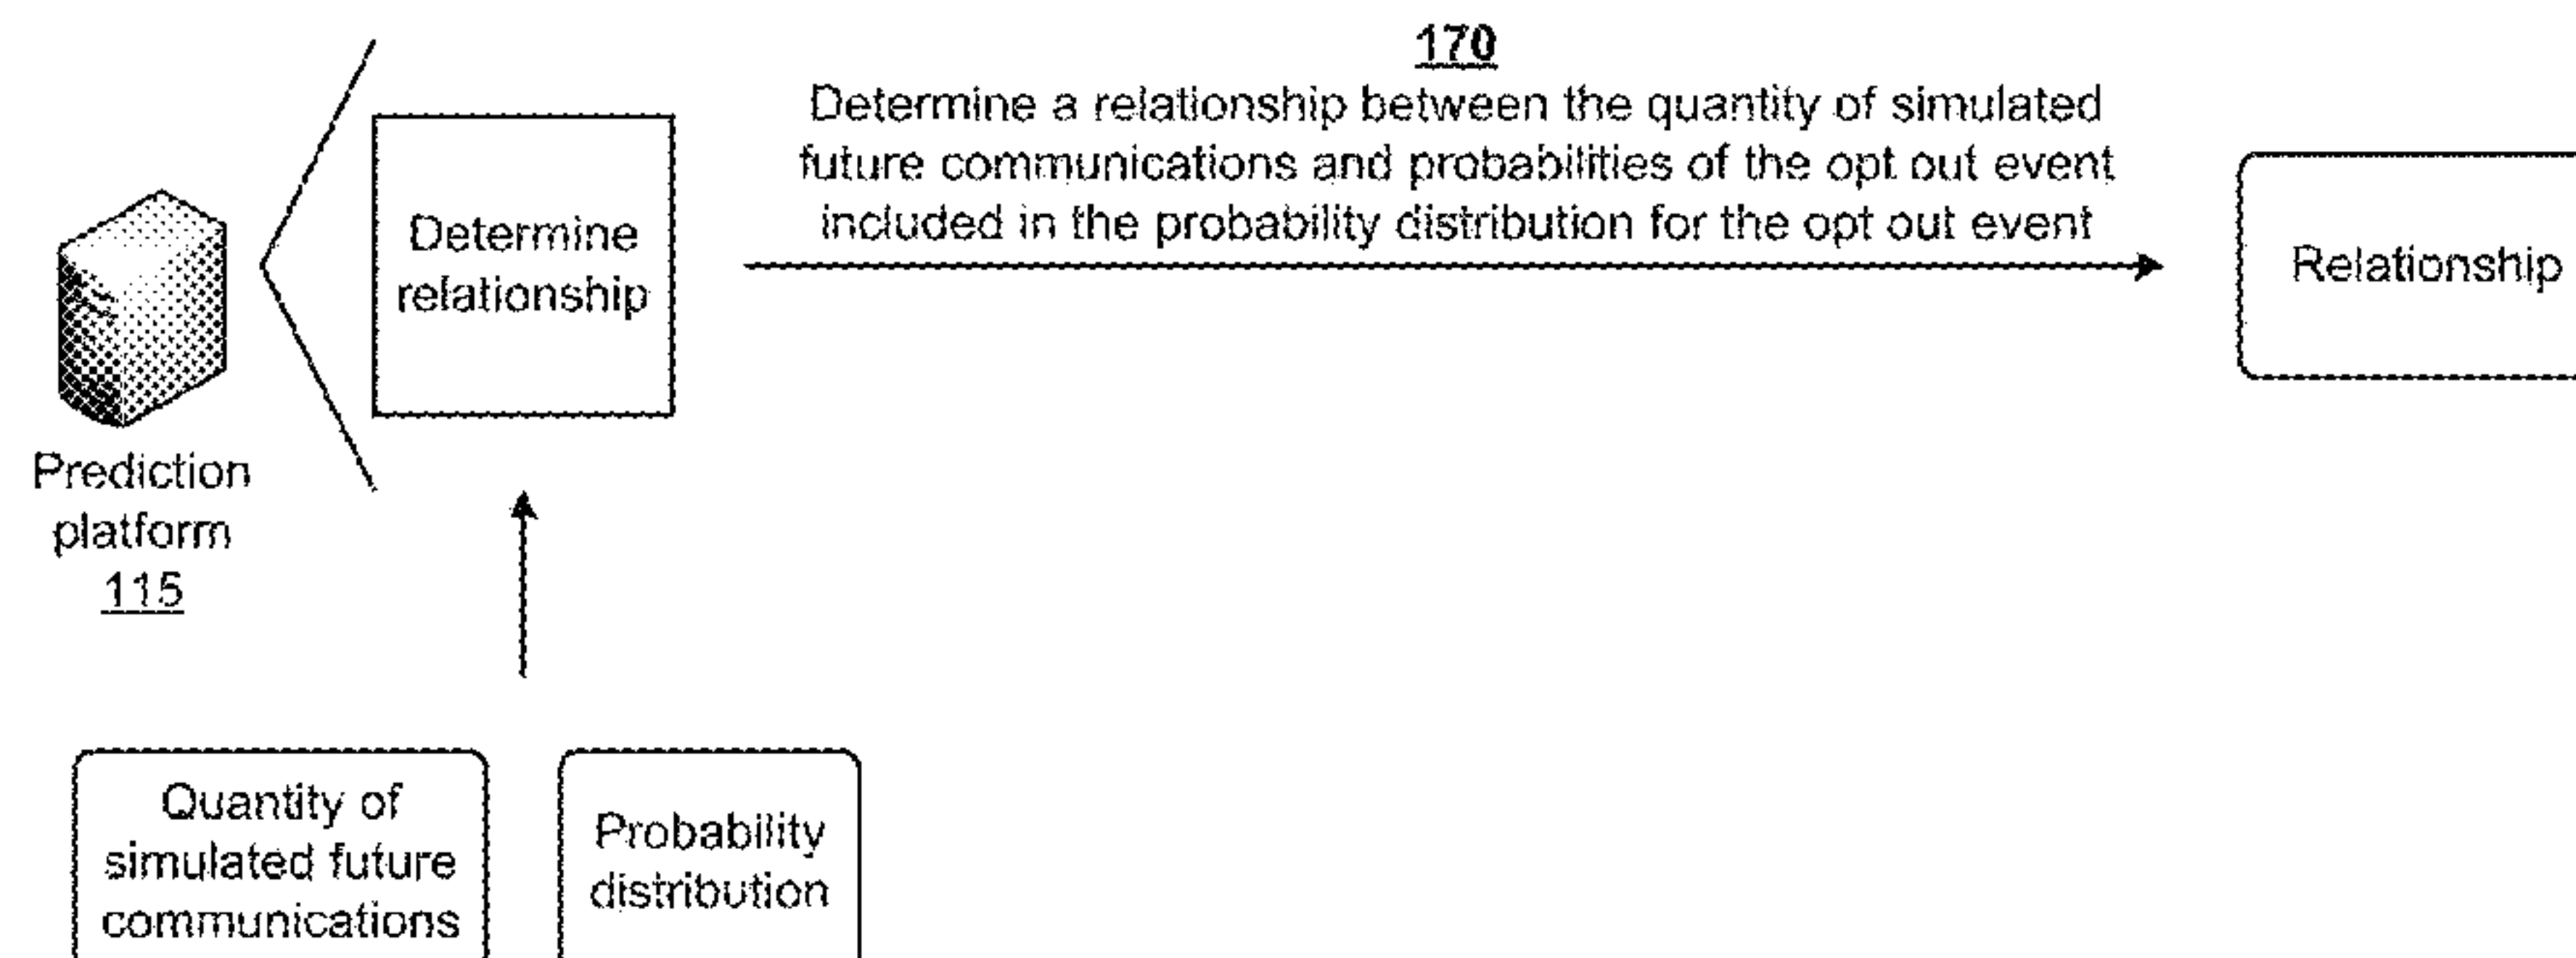 170
Determine a relationship between the quantity of simulated
future communications and probabilities of the opt out event
included in the probability distribution for the opt out event
Determine
relationship
Relationship
Prediction
platform
115
Quantity of
simulated future
communications
Probability
distribution